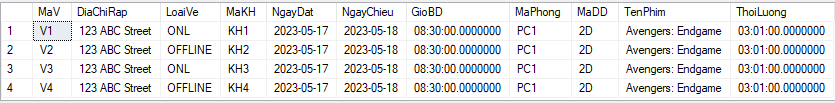 MaV DiaChiRap LoaiVe MaKH NgayDat NgayChieu GioBD MaPhong MaDD TenPhim ThoiLuong
1 V1 123 ABC Street ONL KH1 2023-05-17 2023-05-18 08:30:00.0000000 PC1 2D Avengers: Endgame 03:01:00.0000000
2 V2 123 ABC Street OFFLINE KH2 2023-05-17 2023-05-18 08:30:00.0000000 PC1 2D Avengers: Endgame 03:01:00.0000000
3 V3 123 ABC Street ONL KH3 2023-05-17 2023-05-18 08:30:00.0000000 PC1 2D Avengers: Endgame 03:01:00.0000000
4 V4 123 ABC Street OFFLINE KH4 2023-05-17 2023-05-18 08:30:00.0000000 PC1 2D Avengers: Endgame 03:01:00.0000000